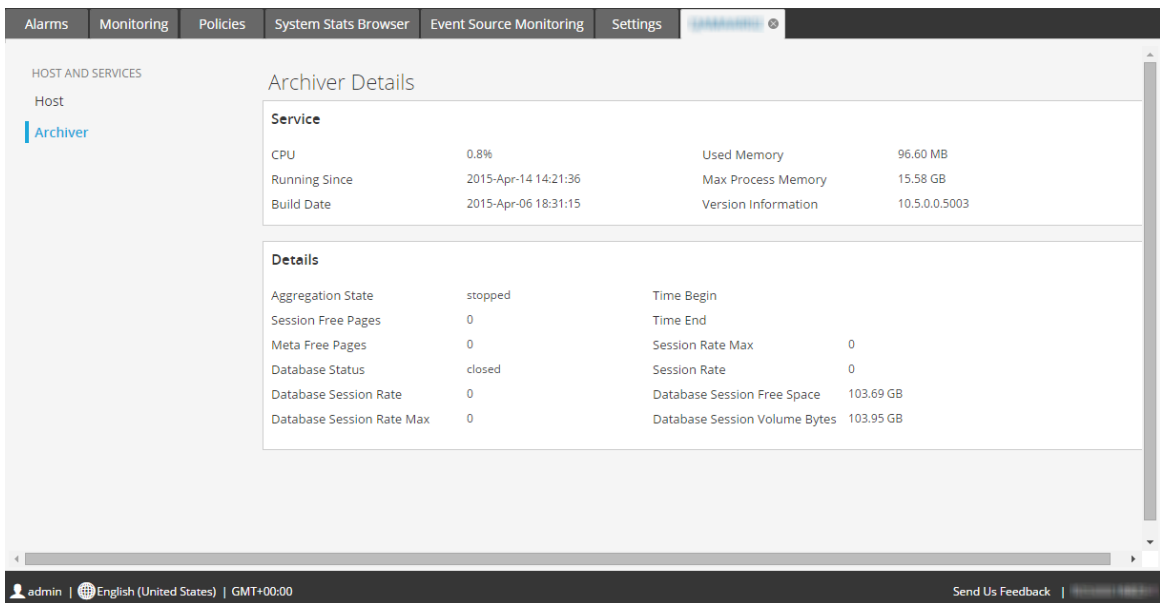 Alarms Monitoring Policies System Stats Browser Event Source Monitoring Settings
HOST AND SERVICES
Host
Archiver
Archiver Details
Service
CPU 0.8% Used Memory 96.60 MB
Running Since 2015-Apr-14 14:21:36 Max Process Memory 15.58 GB
Build Date 2015-Apr-06 18:31:15 Version Information 10.5.0.0.5003
Details
Aggregation State stopped Time Begin
Session Free Pages 0 Time End
Meta Free Pages 0 Session Rate Max 0
Database Status closed Session Rate 0
Database Session Rate 0 Database Session Free Space 103.69 GB
Database Session Rate Max 0 Database Session Volume Bytes 103.95 GB
admin | English (United States) | GMT+00:00 Send Us Feedback |